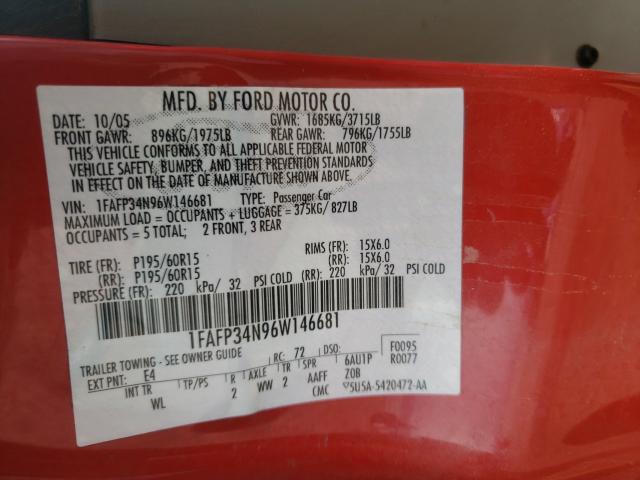 MFD. BY FORD MOTOR CO.
DATE: 10/05 GVWR: 1685KG/3715LB
FRONT GAWR: 896KG/1975LB REAR GAWR: 796KG/1755LB
THIS VEHICLE CONFORMS TO ALL APPLICABLE FEDERAL MOTOR
VEHICLE SAFETY, BUMPER, AND THEFT PREVENTION STANDARDS
IN EFFECT ON THE DATE OF MANUFACTURE SHOWN ABOVE.
VIN: 1FAFP34N96W146681 TYPE: Passenger Car
MAXIMUM LOAD = OCCUPANTS + LUGGAGE = 375KG/ 827LB
OCCUPANTS = 5 TOTAL; 2 FRONT, 3 REAR
TIRE (FR): P195/60R15 RIMS (FR): 15X6.0
(RR): P195/60R15 (RR): 15X6.0
PRESSURE (FR): 220 kPa/ 32 PSI COLD (RR): 220 kPa/ 32 PSI COLD
1FAFP34N96W146681
TRAILER TOWING - SEE OWNER GUIDE RC: 72 DSO: F0095
EXT PNT: E4 R0077
INT TR TP/PS R AXLE TR SPR 6AU1P
WL 2 WW 2 AAFF ZOB
CMC 5U5A-5420472-AA